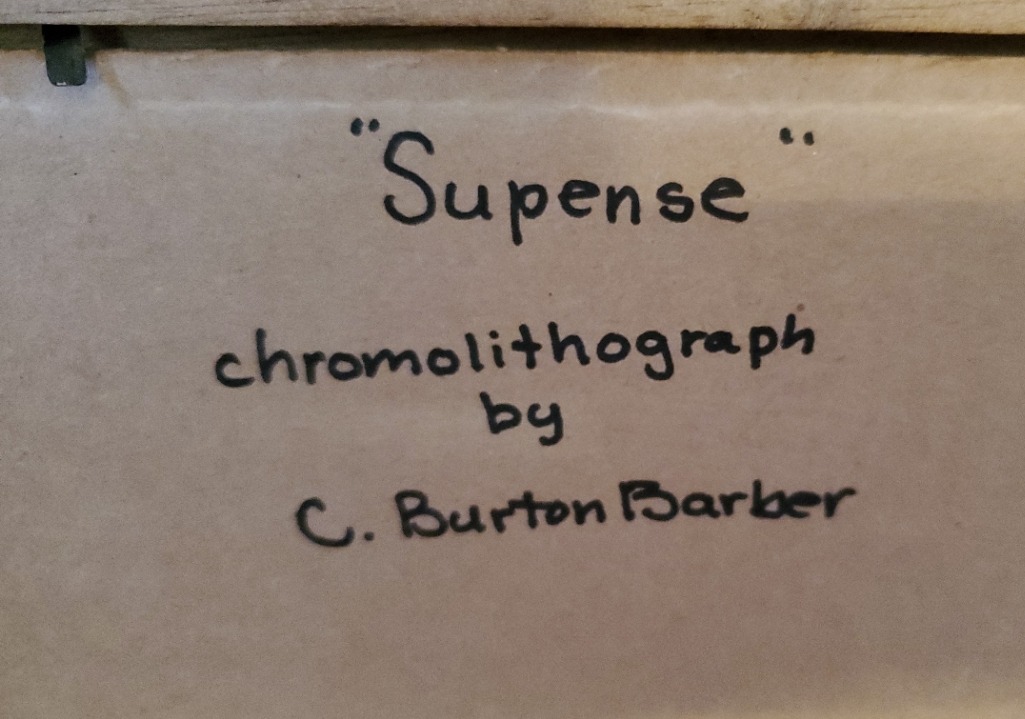 "Supense"
chromolithograph
by
C. Burton Barber